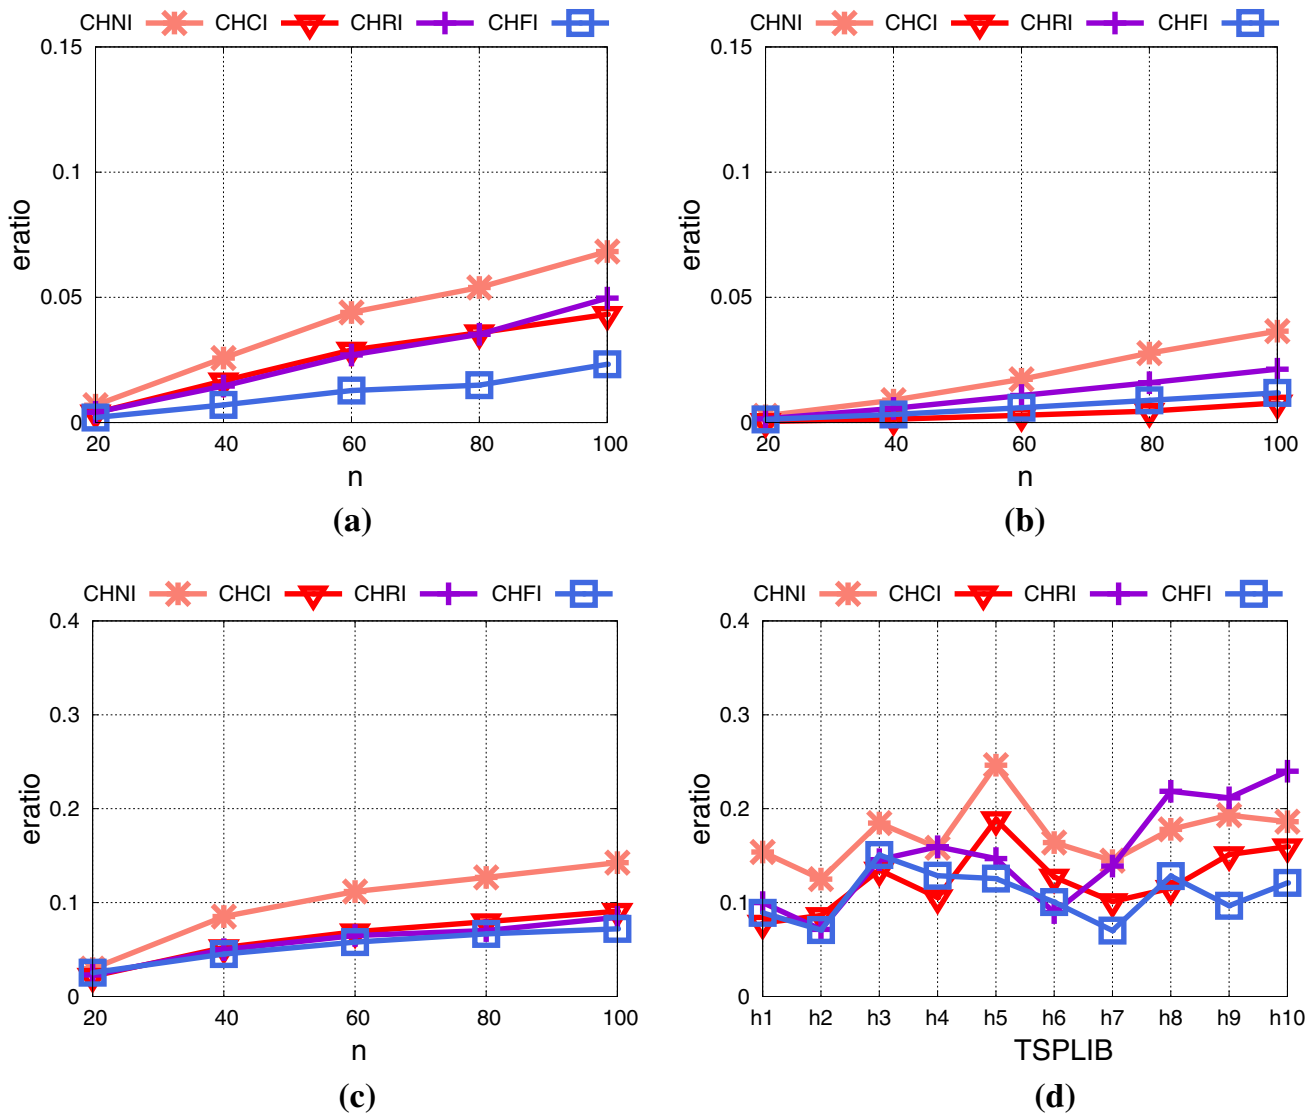 CHNI CHCI CHRI CHFI
0.15
0.1
0.05
0
eratio
20 40 60 80 100
n
(a)
CHNI CHCI CHRI CHFI
0.15
0.1
0.05
0
eratio
20 40 60 80 100
n
(b)
CHNI CHCI CHRI CHFI
0.4
0.3
0.2
0.1
0
eratio
20 40 60 80 100
n
(c)
CHNI CHCI CHRI CHFI
0.4
0.3
0.2
0.1
0
eratio
h1 h2 h3 h4 h5 h6 h7 h8 h9 h10
TSPLIB
(d)